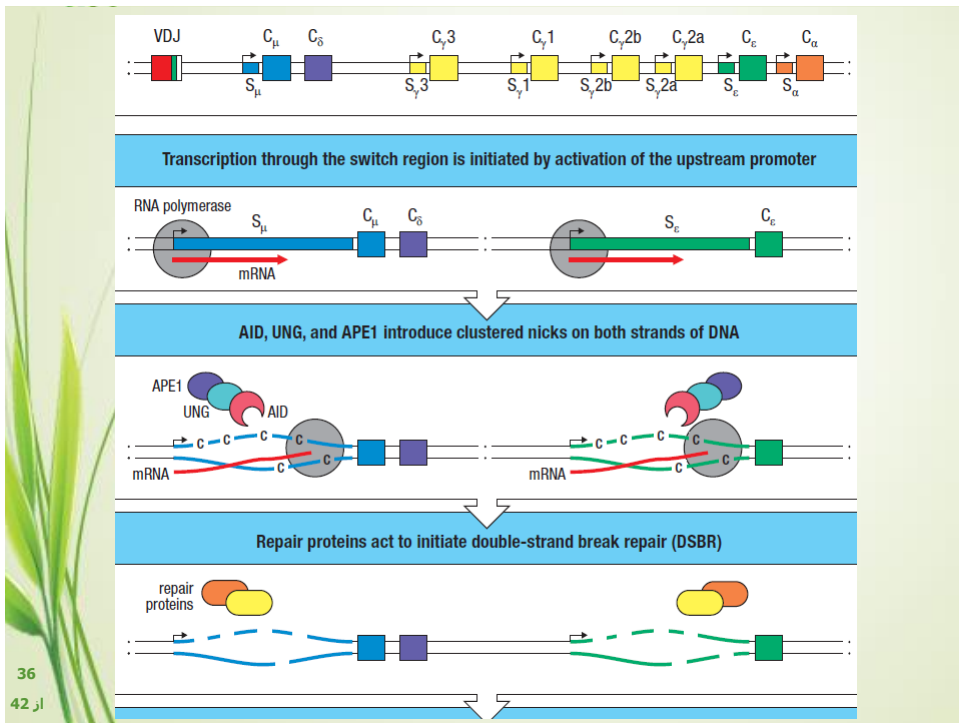 VDJ Cμ Cδ Cγ3 Cγ1 Cγ2b Cγ2a Cε Cα
Sμ Sγ3 Sγ1 Sγ2b Sγ2a Sε Sα
Transcription through the switch region is initiated by activation of the upstream promoter
RNA polymerase
Sμ Cμ Cδ Sε Cε
mRNA mRNA
AID, UNG, and APE1 introduce clustered nicks on both strands of DNA
APE1
UNG AID
C C C C C C C C
C C C C
mRNA mRNA
Repair proteins act to initiate double-strand break repair (DSBR)
repair
proteins
36
از 42